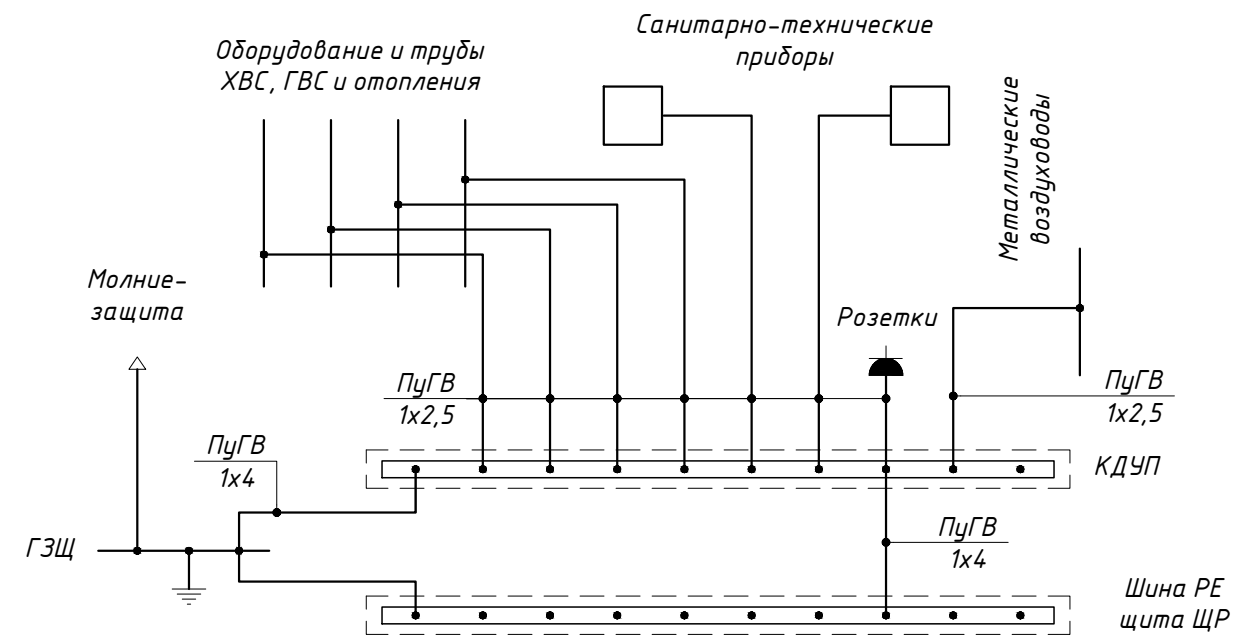 Санитарно-технические
приборы
Оборудование и трубы
ХВС, ГВС и отопления
Металлические
воздуховоды
Молние-
защита
Розетки
ПуГВ
1х2,5
ПуГВ
1х2,5
ПуГВ
1х4
КДУП
ГЗЩ
ПуГВ
1х4
Шина РЕ
щита ЩР